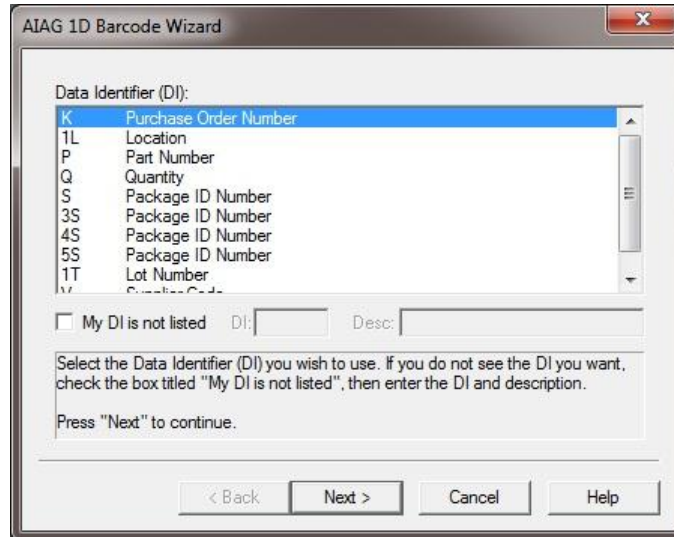 AIAG 1D Barcode Wizard
Data Identifier (DI):
K Purchase Order Number
1L Location
P Part Number
Q Quantity
S Package ID Number
3S Package ID Number
4S Package ID Number
5S Package ID Number
1T Lot Number
V Supplier Code
My DI is not listed DI: Desc:
Select the Data Identifier (DI) you wish to use. If you do not see the DI you want,
check the box titled "My DI is not listed", then enter the DI and description.
Press "Next" to continue.
< Back Next > Cancel Help